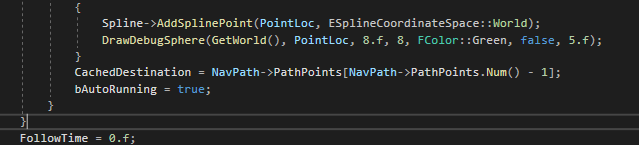 {
Spline->AddSplinePoint(PointLoc, ESplineCoordinateSpace::World);
DrawDebugSphere(GetWorld(), PointLoc, 8.f, 8, FColor::Green, false, 5.f);
}
CachedDestination = NavPath->PathPoints[NavPath->PathPoints.Num() - 1];
bAutoRunning = true;
}
}
FollowTime = 0.f;